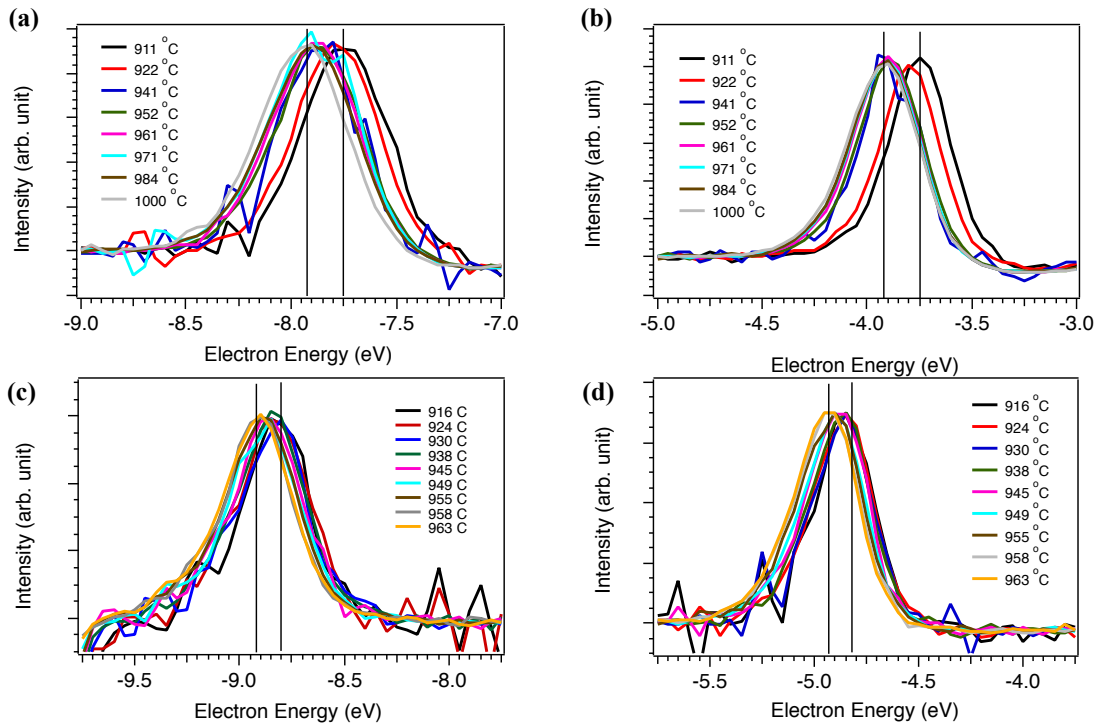 (a)
Intensity (arb. unit)
911 °C
922 °C
941 °C
952 °C
961 °C
971 °C
984 °C
1000 °C
-9.0 -8.5 -8.0 -7.5 -7.0
Electron Energy (eV)
(b)
Intensity (arb. unit)
911 °C
922 °C
941 °C
952 °C
961 °C
971 °C
984 °C
1000 °C
-5.0 -4.5 -4.0 -3.5 -3.0
Electron Energy (eV)
(c)
Intensity (arb. unit)
916 C
924 C
930 C
938 C
945 C
949 C
955 C
958 C
963 C
-9.5 -9.0 -8.5 -8.0
Electron Energy (eV)
(d)
Intensity (arb. unit)
916 °C
924 °C
930 °C
938 °C
945 °C
949 °C
955 °C
958 °C
963 °C
-5.5 -5.0 -4.5 -4.0
Electron Energy (eV)